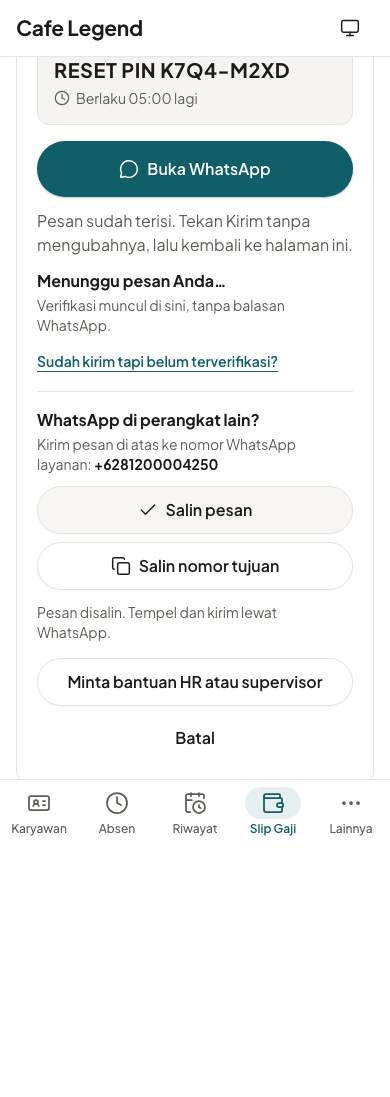 Cafe Legend
RESET PIN K7Q4-M2XD
Berlaku 05:00 lagi
Buka WhatsApp
Pesan sudah terisi. Tekan Kirim tanpa
mengubahnya, lalu kembali ke halaman ini.
Menunggu pesan Anda…
Verifikasi muncul di sini, tanpa balasan
WhatsApp.
Sudah kirim tapi belum terverifikasi?
WhatsApp di perangkat lain?
Kirim pesan di atas ke nomor WhatsApp
layanan: +6281200004250
Salin pesan
Salin nomor tujuan
Pesan disalin. Tempel dan kirim lewat
WhatsApp.
Minta bantuan HR atau supervisor
Batal
Karyawan
Absen
Riwayat
Slip Gaji
Lainnya